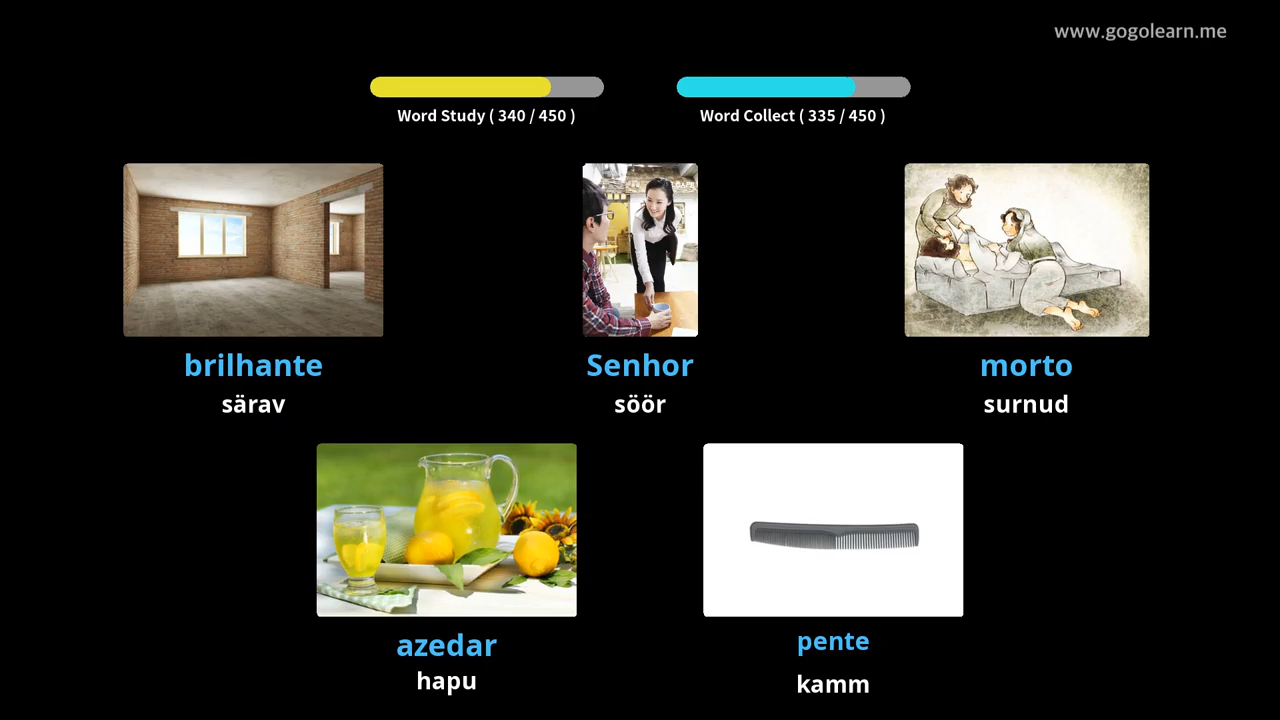 www.gogolearn.me
Word Study ( 340 / 450 )
Word Collect ( 335 / 450 )
brilhante
särav
Senhor
söör
morto
surnud
azedar
hapu
pente
kamm